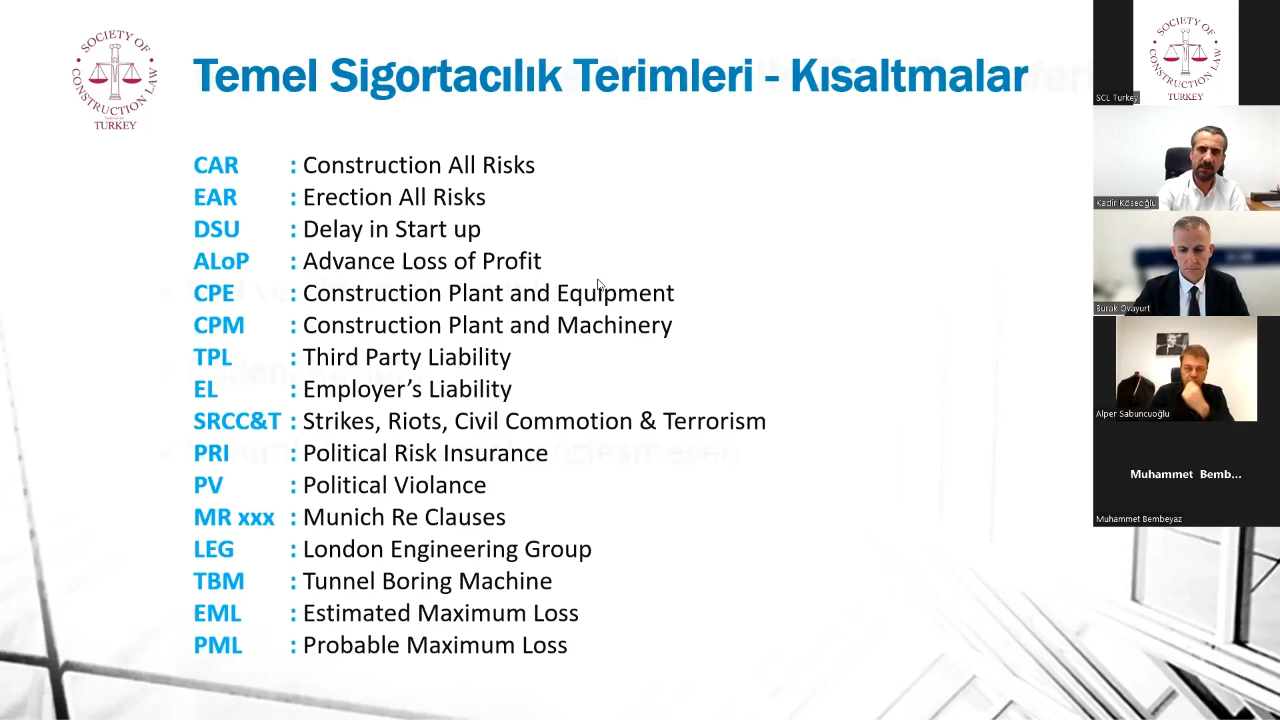 SOCIETY OF
CONSTRUCTION LAW
TURKEY
Temel Sigortacılık Terimleri - Kısaltmalar
CAR : Construction All Risks
EAR : Erection All Risks
DSU : Delay in Start up
ALoP : Advance Loss of Profit
CPE : Construction Plant and Equipment
CPM : Construction Plant and Machinery
TPL : Third Party Liability
EL : Employer’s Liability
SRCC&T : Strikes, Riots, Civil Commotion & Terrorism
PRI : Political Risk Insurance
PV : Political Violance
MR xxx : Munich Re Clauses
LEG : London Engineering Group
TBM : Tunnel Boring Machine
EML : Estimated Maximum Loss
PML : Probable Maximum Loss
SOCIETY OF
CONSTRUCTION LAW
TURKEY
SCL Turkey
Kadir Köseoğlu
Burak Ovayurt
Alper Sabuncuoğlu
Muhammet Bemb...
Muhammet Bembeyaz